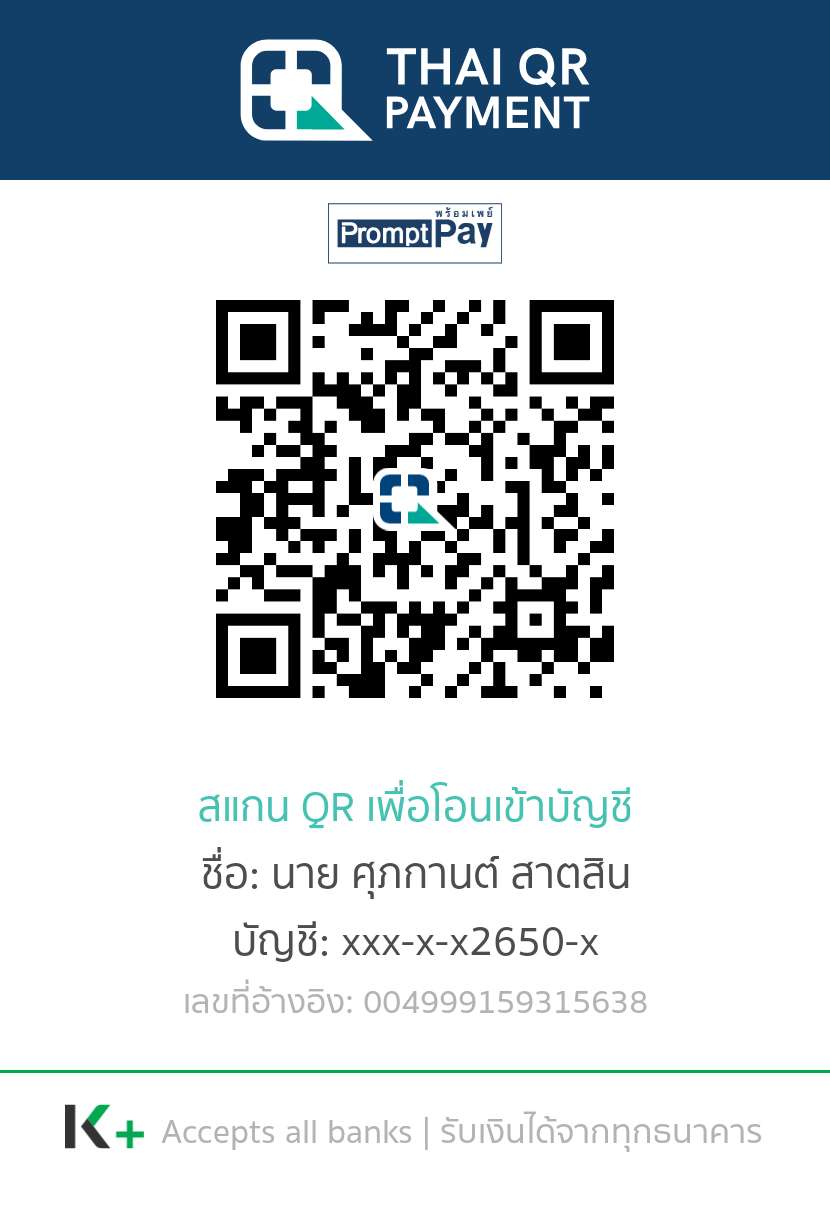 THAI QR
PAYMENT
พร้อมเพย์
PromptPay
สแกน QR เพื่อโอนเข้าบัญชี
ชื่อ: นาย ศุภกานต์ สาตสิน
บัญชี: xxx-x-x2650-x
เลขที่อ้างอิง: 004999159315638
K+ Accepts all banks | รับเงินได้จากทุกธนาคาร